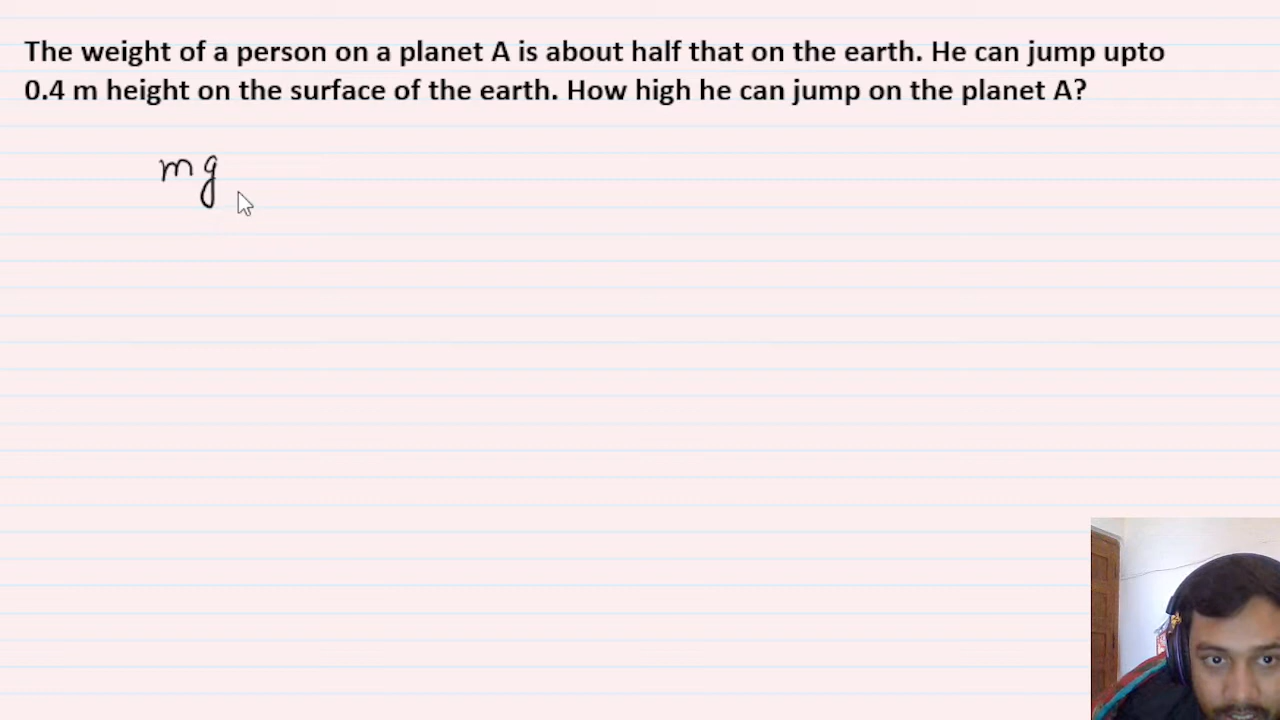 The weight of a person on a planet A is about half that on the earth. He can jump upto
0.4 m height on the surface of the earth. How high he can jump on the planet A?
mg